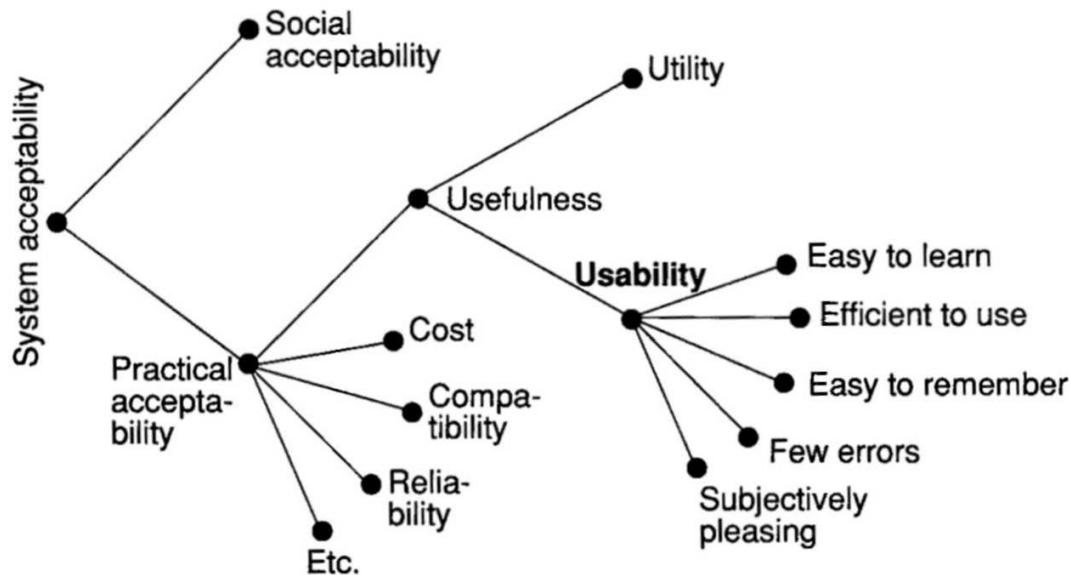 System acceptability
Social
acceptability
Utility
Usefulness
Usability
Easy to learn
Efficient to use
Easy to remember
Few errors
Subjectively
pleasing
Practical
accepta-
bility
Cost
Compa-
tibility
Relia-
bility
Etc.